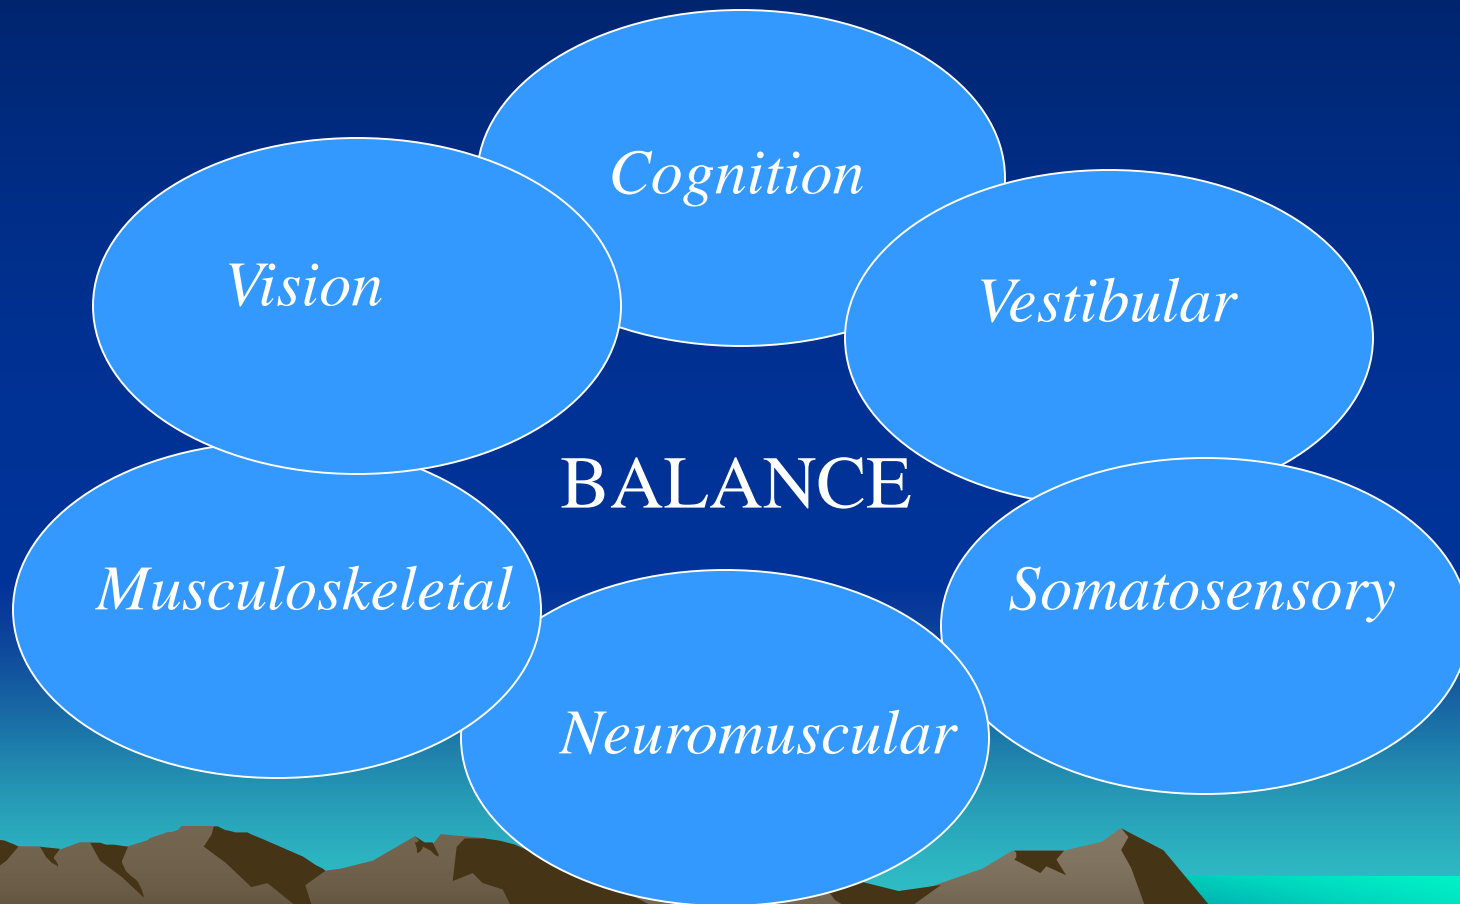 Cognition
Vision
Vestibular
BALANCE
Musculoskeletal
Somatosensory
Neuromuscular